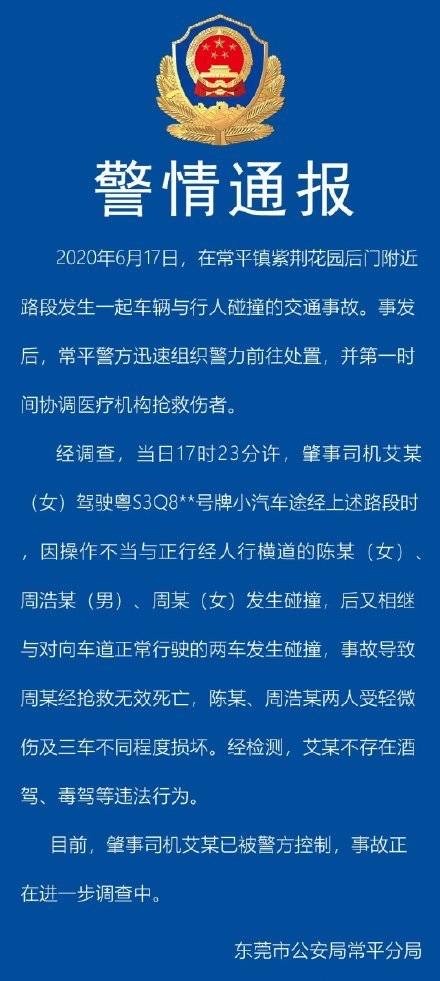 警情通报
2020年6月17日，在常平镇紫荆花园后门附近
路段发生一起车辆与行人碰撞的交通事故。事发
后，常平警方迅速组织警力前往处置，并第一时
间协调医疗机构抢救伤者。
经调查，当日17时23分许，肇事司机艾某
（女）驾驶粤S3Q8**号牌小汽车途经上述路段时
，因操作不当与正行经人行横道的陈某（女）、
周浩某（男）、周某（女）发生碰撞，后又相继
与对向车道正常行驶的两车发生碰撞，事故导致
周某经抢救无效死亡，陈某、周浩某两人受轻微
伤及三车不同程度损坏。经检测，艾某不存在酒
驾、毒驾等违法行为。
目前，肇事司机艾某已被警方控制，事故正
在进一步调查中。
东莞市公安局常平分局